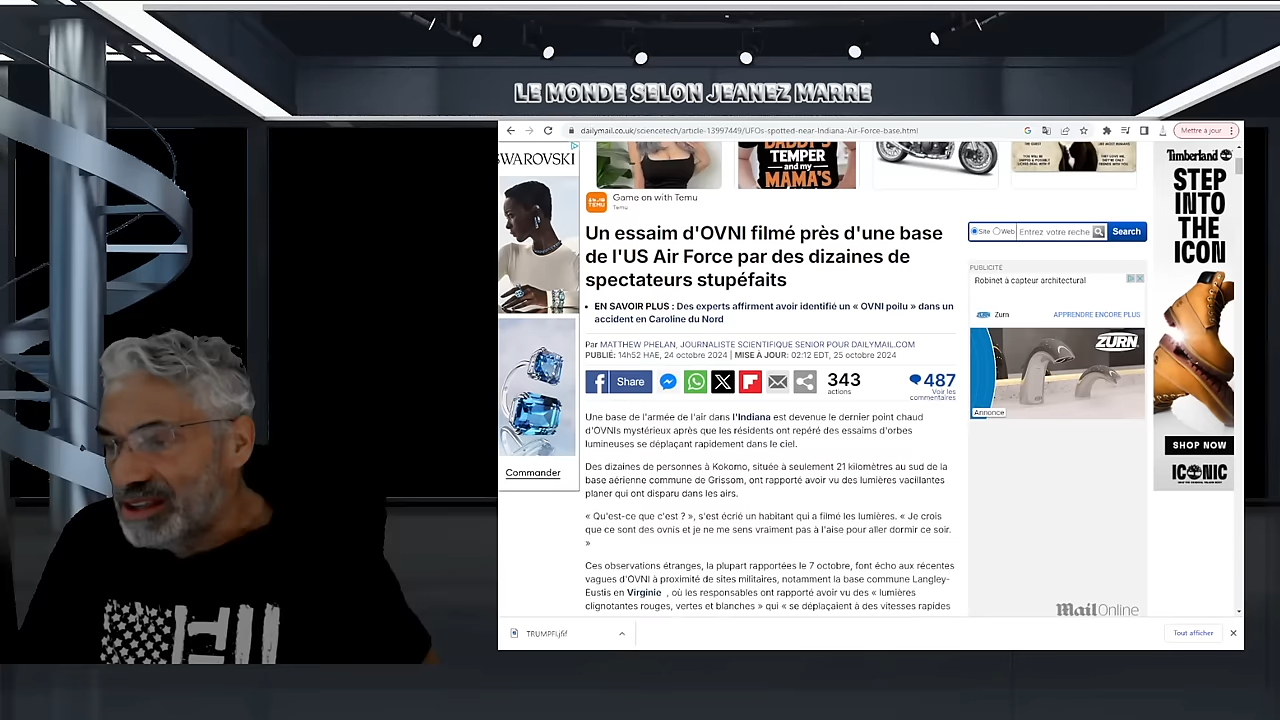 LE MONDE SELON JEANEZ MARRE
dailymail.co.uk/sciencetech/article-13997449/UFOs-spotted-near-Indiana-Air-Force-base.html
Mettre à jour
SWAROVSKI
DADDY'S
TEMPER
and my
MAMA'S
Timberland
STEP
INTO
THE
ICON
TEMU
Game on with Temu
Temu
Un essaim d'OVNI filmé près d'une base
de l'US Air Force par des dizaines de
spectateurs stupéfaits
• EN SAVOIR PLUS : Des experts affirment avoir identifié un « OVNI poilu » dans un
accident en Caroline du Nord
Site Web Entrez votre reche Search
PUBLICITÉ
Robinet à capteur architectural
Zurn APPRENDRE ENCORE PLUS
ZURN
Annonce
Par MATTHEW PHELAN, JOURNALISTE SCIENTIFIQUE SENIOR POUR DAILYMAIL.COM
PUBLIÉ: 14h52 HAE, 24 octobre 2024 | MISE À JOUR: 02:12 EDT, 25 octobre 2024
Share
343
actions
487
Voir les
commentaires
Une base de l'armée de l'air dans l'Indiana est devenue le dernier point chaud
d'OVNIs mystérieux après que les résidents ont repéré des essaims d'orbes
lumineuses se déplaçant rapidement dans le ciel.
Des dizaines de personnes à Kokomo, située à seulement 21 kilomètres au sud de la
base aérienne commune de Grissom, ont rapporté avoir vu des lumières vacillantes
planer qui ont disparu dans les airs.
« Qu'est-ce que c'est ? », s'est écrié un habitant qui a filmé les lumières. « Je crois
que ce sont des ovnis et je ne me sens vraiment pas à l'aise pour aller dormir ce soir.
»
Ces observations étranges, la plupart rapportées le 7 octobre, font écho aux récentes
vagues d'OVNI à proximité de sites militaires, notamment la base commune Langley-
Eustis en Virginie , où les responsables ont rapporté avoir vu des « lumières
clignotantes rouges, vertes et blanches » qui « se déplaçaient à des vitesses rapides
Commander
SHOP NOW
ICONIC
MailOnline
TRUMPFI.jfif
Tout afficher